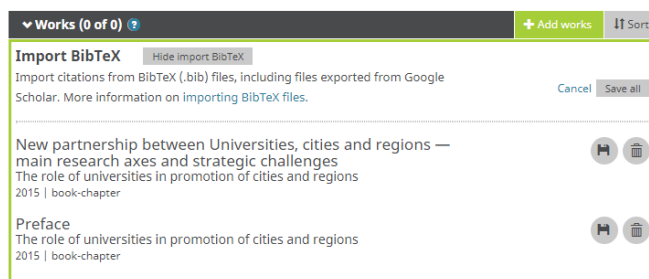 Works (0 of 0) ?
Add works
Sort
Import BibTeX
Hide import BibTeX
Import citations from BibTeX (.bib) files, including files exported from Google
Scholar. More information on importing BibTeX files.
Cancel
Save all
New partnership between Universities, cities and regions —
main research axes and strategic challenges
The role of universities in promotion of cities and regions
2015 | book-chapter
Preface
The role of universities in promotion of cities and regions
2015 | book-chapter